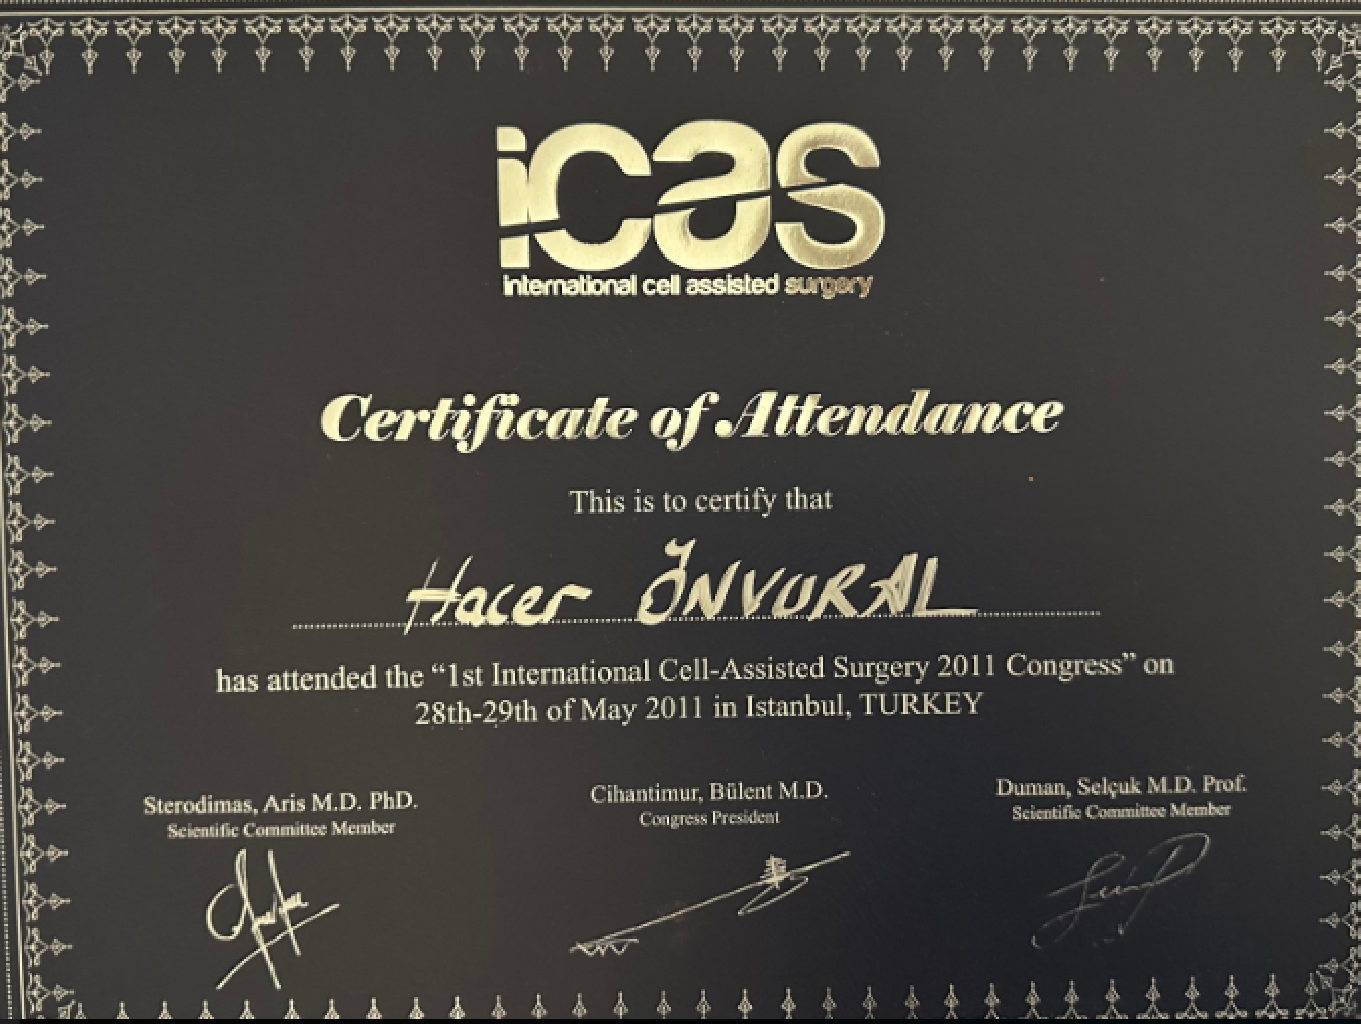 icas
international cell assisted surgery
Certificate of Attendance
This is to certify that
Hacer ÖNVURAL
has attended the “1st International Cell-Assisted Surgery 2011 Congress” on
28th-29th of May 2011 in Istanbul, TURKEY
Sterodimas, Aris M.D. PhD.
Scientific Committee Member
Cihantimur, Bülent M.D.
Congress President
Duman, Selçuk M.D. Prof.
Scientific Committee Member